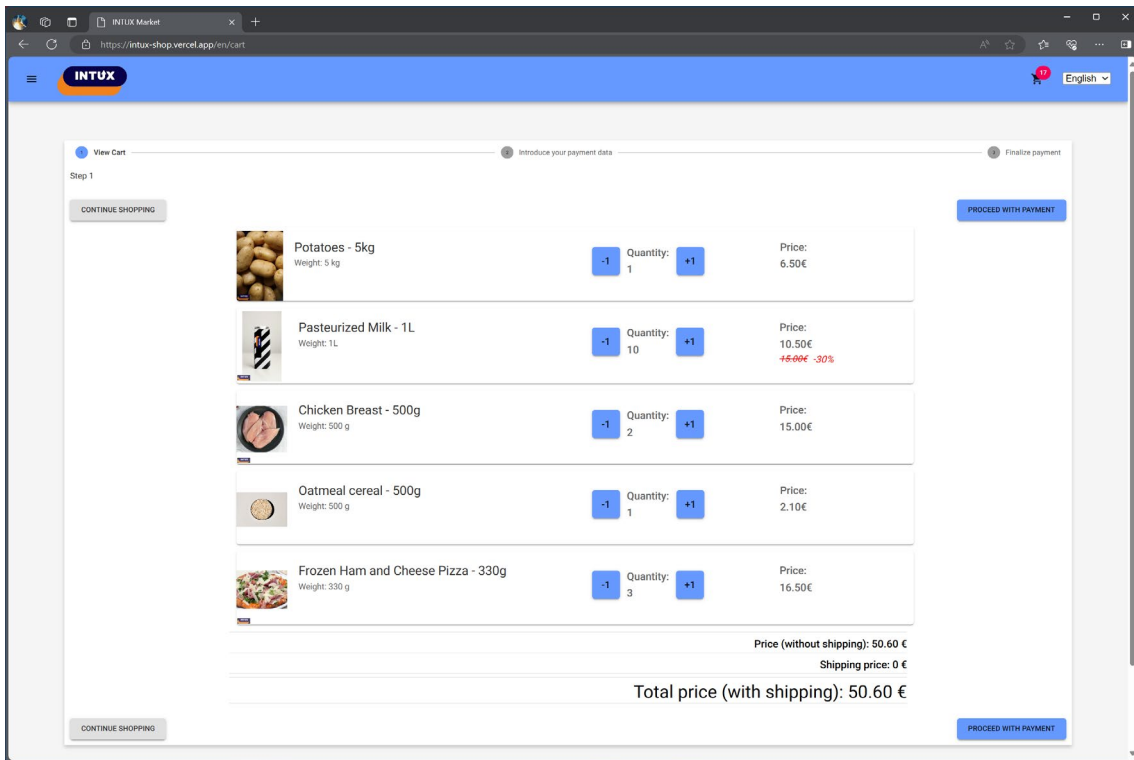 INTUX Market
https://intux-shop.vercel.app/en/cart
INTUX
17
English
1 View Cart
2 Introduce your payment data
3 Finalize payment
Step 1
CONTINUE SHOPPING
PROCEED WITH PAYMENT
Potatoes - 5kg
Weight: 5 kg
-1
Quantity:
1
+1
Price:
6.50€
Pasteurized Milk - 1L
Weight: 1L
-1
Quantity:
10
+1
Price:
10.50€
15.00€ -30%
Chicken Breast - 500g
Weight: 500 g
-1
Quantity:
2
+1
Price:
15.00€
Oatmeal cereal - 500g
Weight: 500 g
-1
Quantity:
1
+1
Price:
2.10€
Frozen Ham and Cheese Pizza - 330g
Weight: 330 g
-1
Quantity:
3
+1
Price:
16.50€
Price (without shipping): 50.60 €
Shipping price: 0 €
Total price (with shipping): 50.60 €
CONTINUE SHOPPING
PROCEED WITH PAYMENT